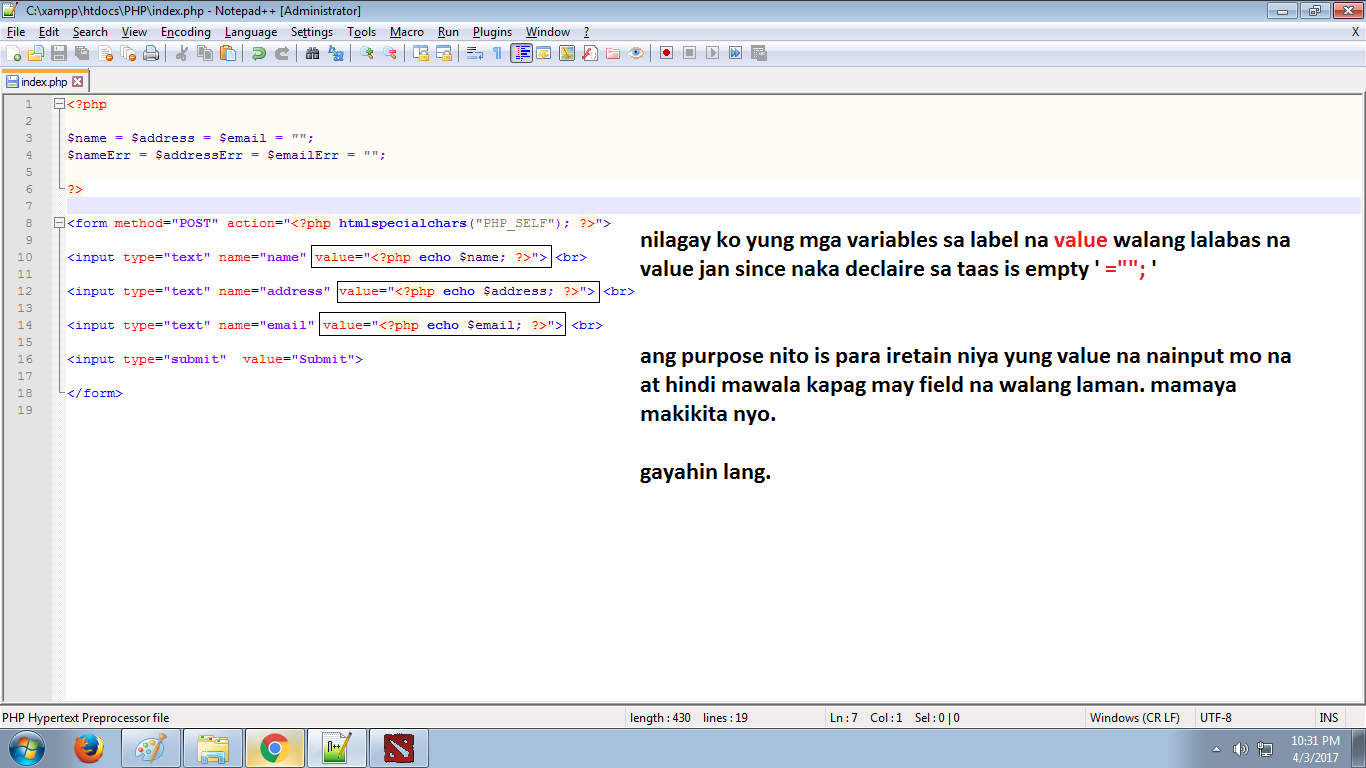 C:\xampp\htdocs\PHP\index.php - Notepad++ [Administrator]
File Edit Search View Encoding Language Settings Tools Macro Run Plugins Window ? X
index.php
1 <?php
2
3 $name = $address = $email = "";
4 $nameErr = $addressErr = $emailErr = "";
5
6 ?>
7
8 <form method="POST" action="<?php htmlspecialchars("PHP_SELF"); ?>">
9
10 <input type="text" name="name" value="<?php echo $name; ?>"> <br>
11
12 <input type="text" name="address" value="<?php echo $address; ?>"> <br>
13
14 <input type="text" name="email" value="<?php echo $email; ?>"> <br>
15
16 <input type="submit"  value="Submit">
17
18 </form>
19
nilagay ko yung mga variables sa label na value walang lalabas na
value jan since naka declaire sa taas is empty ' =""; '
ang purpose nito is para iretain niya yung value na nainput mo na
at hindi mawala kapag may field na walang laman. mamaya
makikita nyo.
gayahin lang.
PHP Hypertext Preprocessor file length : 430 lines : 19 Ln : 7 Col : 1 Sel : 0 | 0 Windows (CR LF) UTF-8 INS
10:31 PM
4/3/2017